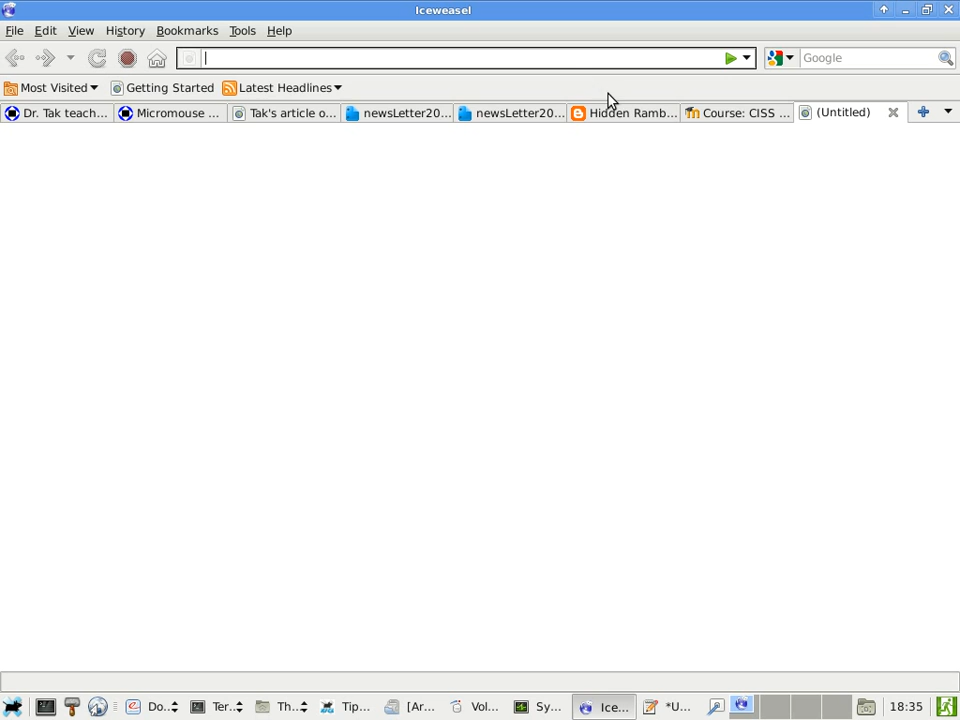 Iceweasel
File Edit View History Bookmarks Tools Help
Google
Most Visited Getting Started Latest Headlines
Dr. Tak teach... Micromouse ... Tak's article o... newsLetter20... newsLetter20... Hidden Ramb... Course: CISS ... (Untitled)
Do... Ter... Th... Tip... [Ar... Vol... Sy... Ice... *U... 18:35